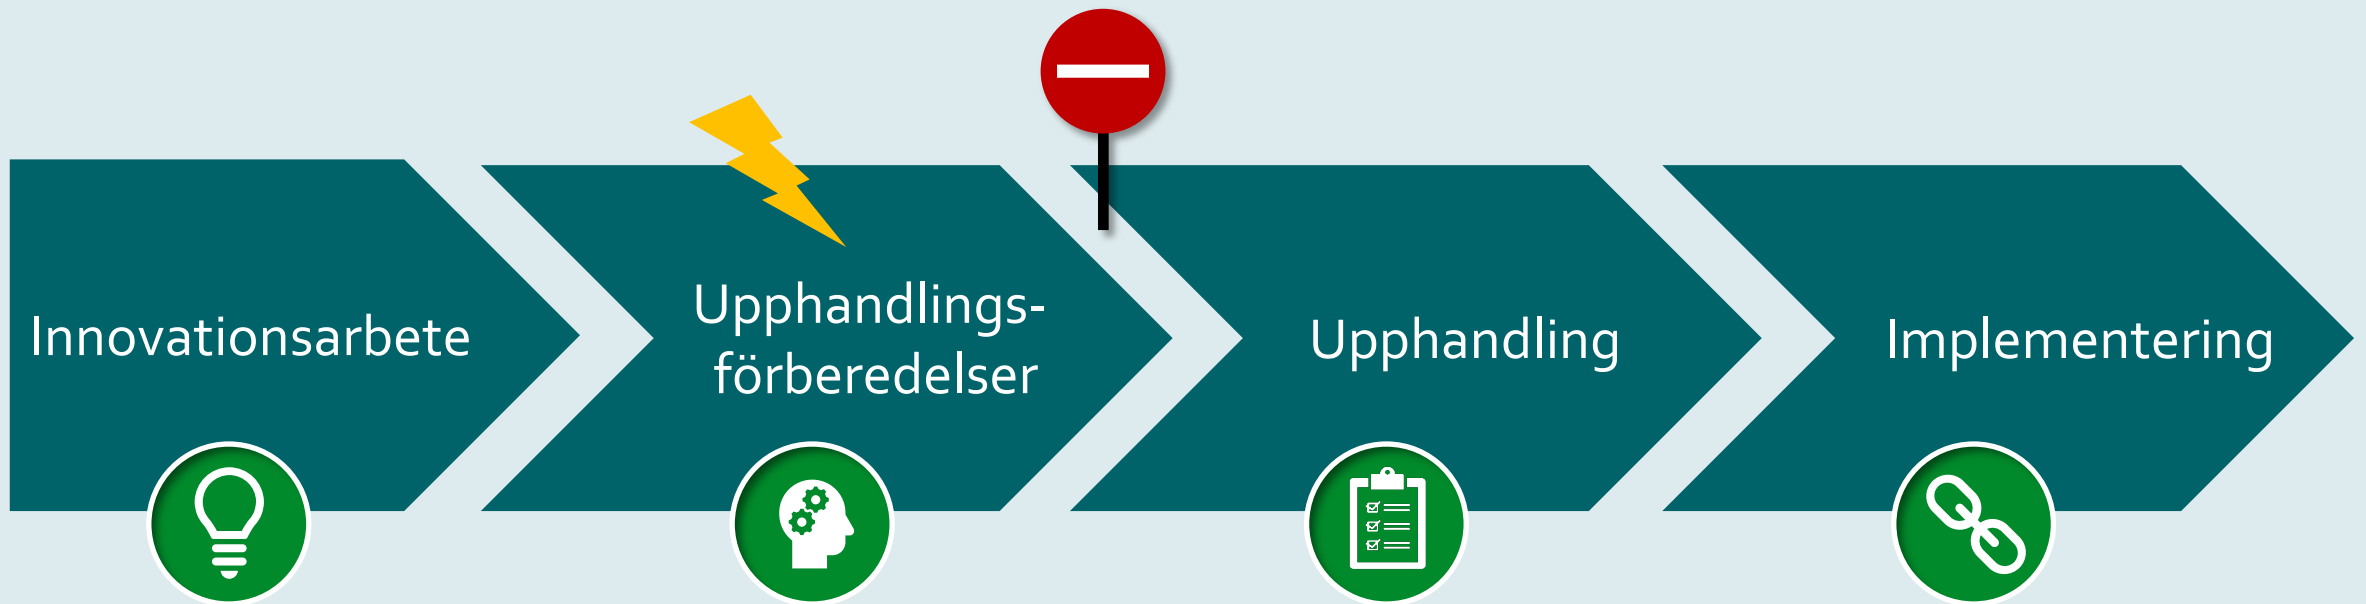 Innovationsarbete
Upphandlings-
förberedelser
Upphandling
Implementering